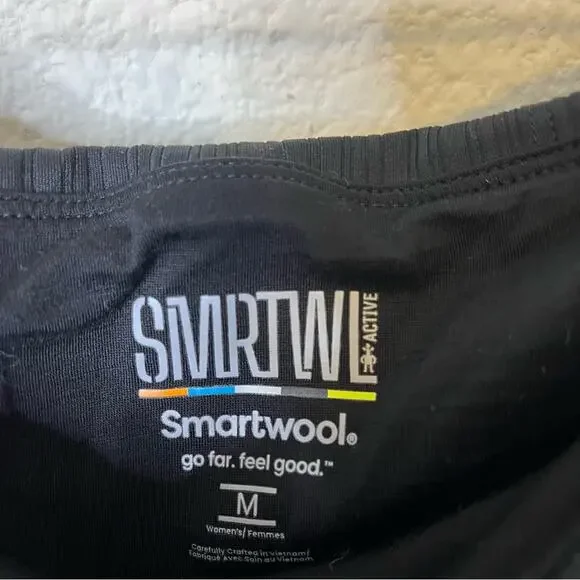 SMRTWL
ACTIVE
Smartwool®
go far. feel good.™
M
Women's/Femmes
Carefully Crafted in Vietnam/
Fabriqué Avec Soin au Vietnam